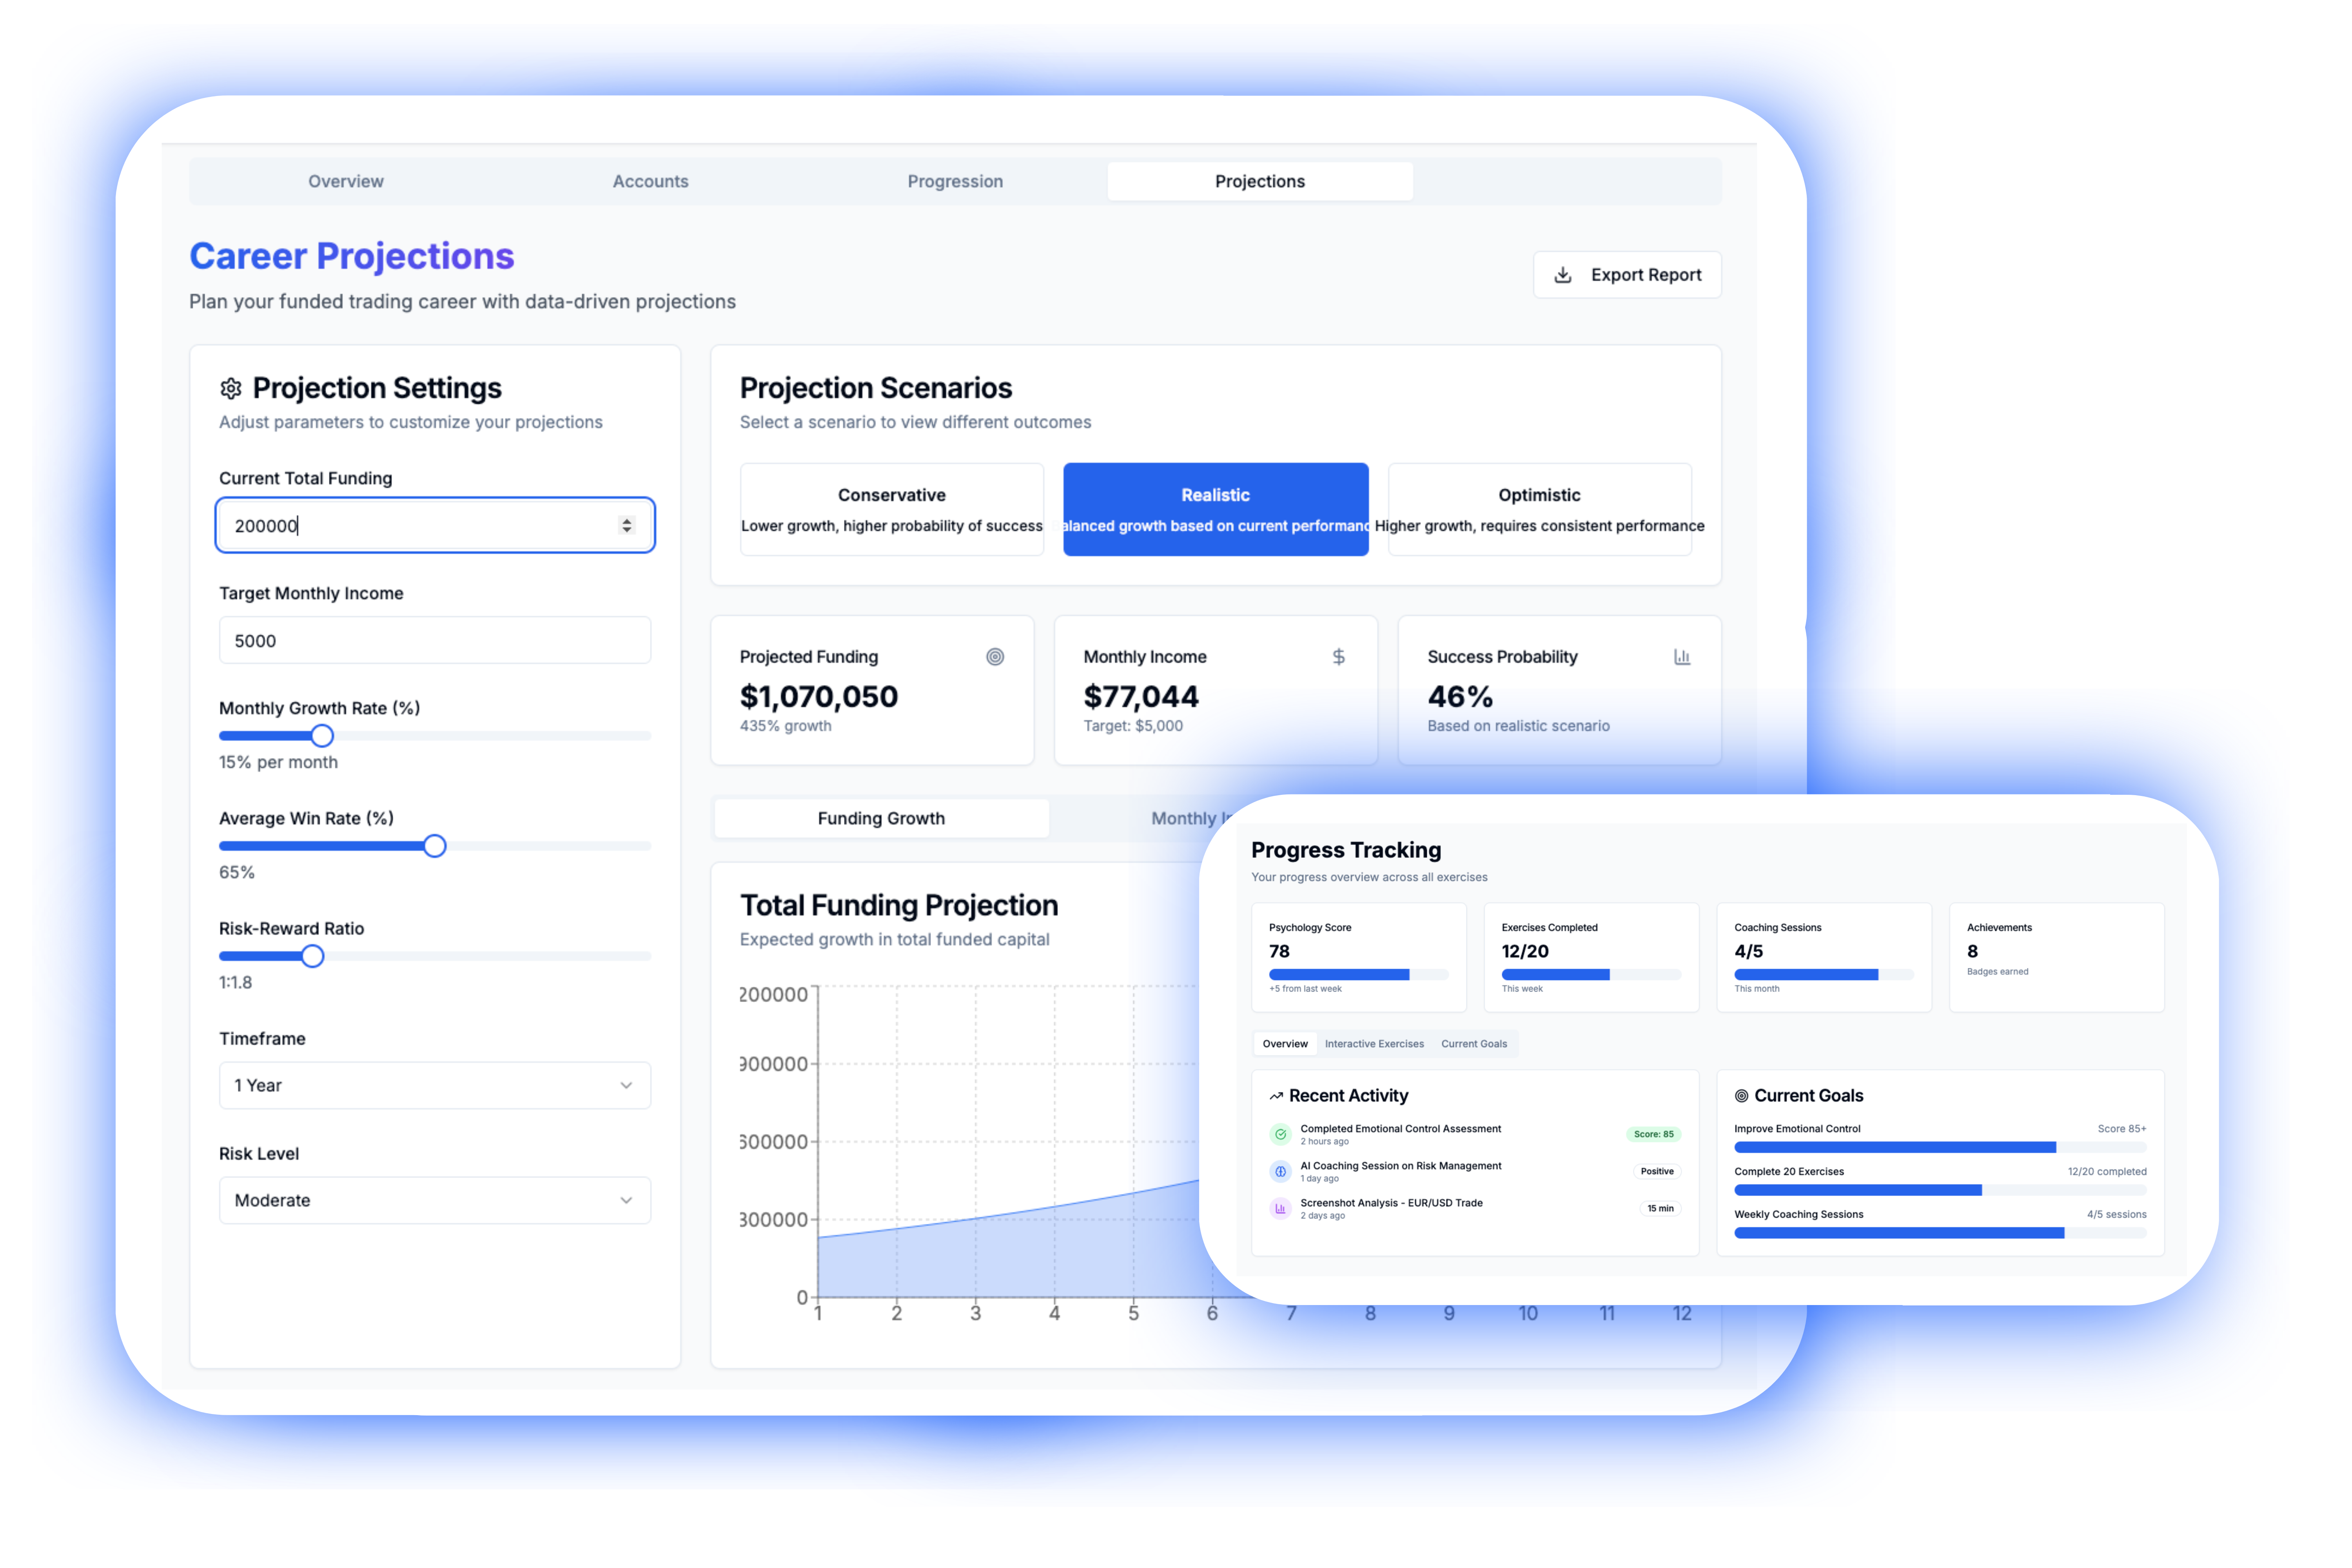 Overview Accounts Progression Projections
Career Projections
Plan your funded trading career with data-driven projections
Export Report
Projection Settings
Adjust parameters to customize your projections
Current Total Funding
200000
Target Monthly Income
5000
Monthly Growth Rate (%)
15% per month
Average Win Rate (%)
65%
Risk-Reward Ratio
1:1.8
Timeframe
1 Year
Risk Level
Moderate
Projection Scenarios
Select a scenario to view different outcomes
Conservative
Lower growth, higher probability of success
Realistic
alanced growth based on current performanc
Optimistic
Higher growth, requires consistent performance
Projected Funding
$1,070,050
435% growth
Monthly Income
$77,044
Target: $5,000
Success Probability
46%
Based on realistic scenario
Funding Growth Monthly
Total Funding Projection
Expected growth in total funded capital
200000
900000
600000
300000
0
1 2 3 4 5 6 7 8 9 10 11 12
Progress Tracking
Your progress overview across all exercises
Psychology Score
78
+5 from last week
Exercises Completed
12/20
This week
Coaching Sessions
4/5
This month
Achievements
8
Badges earned
Overview Interactive Exercises Current Goals
Recent Activity
Completed Emotional Control Assessment
2 hours ago
Score: 85
AI Coaching Session on Risk Management
1 day ago
Positive
Screenshot Analysis - EUR/USD Trade
2 days ago
15 min
Current Goals
Improve Emotional Control Score 85+
Complete 20 Exercises 12/20 completed
Weekly Coaching Sessions 4/5 sessions